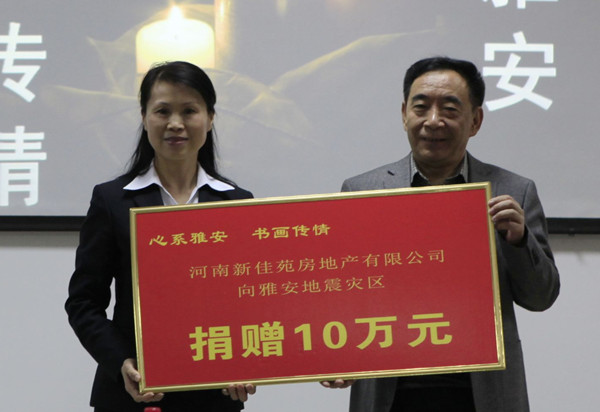 传
情
雅
安
心系雅安 书画传情
河南新佳苑房地产有限公司
向雅安地震灾区
捐赠10万元